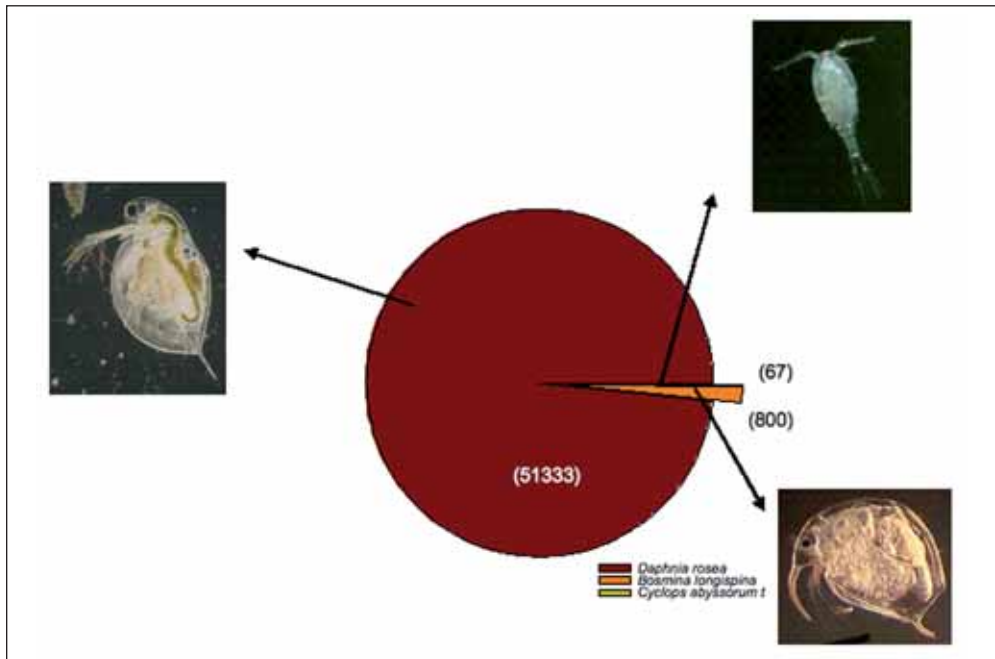 (67)
(800)
(51333)
Daphnia rosea
Bosmina longispina
Cyclops abyssorum t